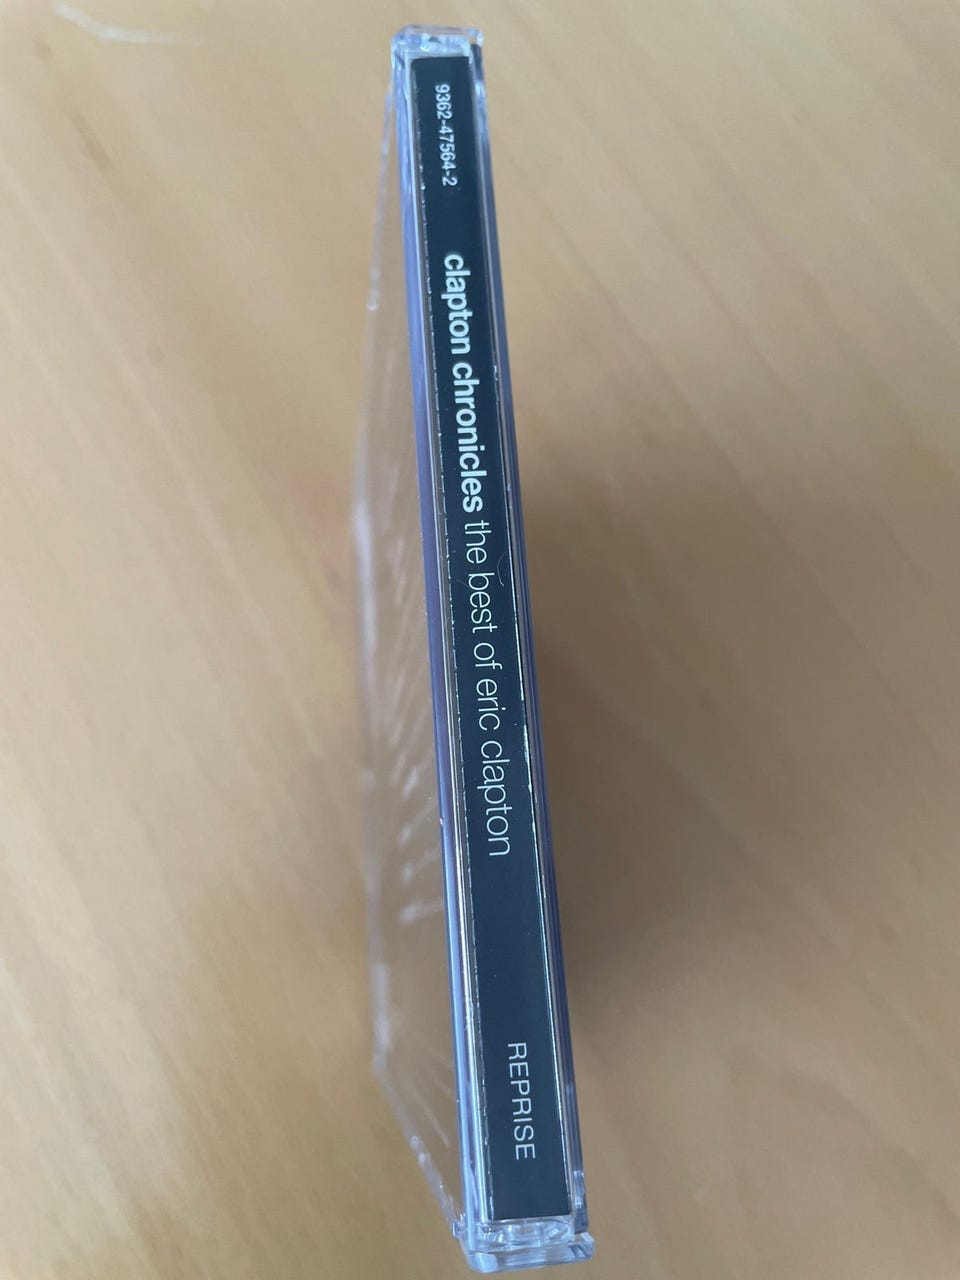 9362-47564-2
clapton chronicles the best of eric clapton
REPRISE